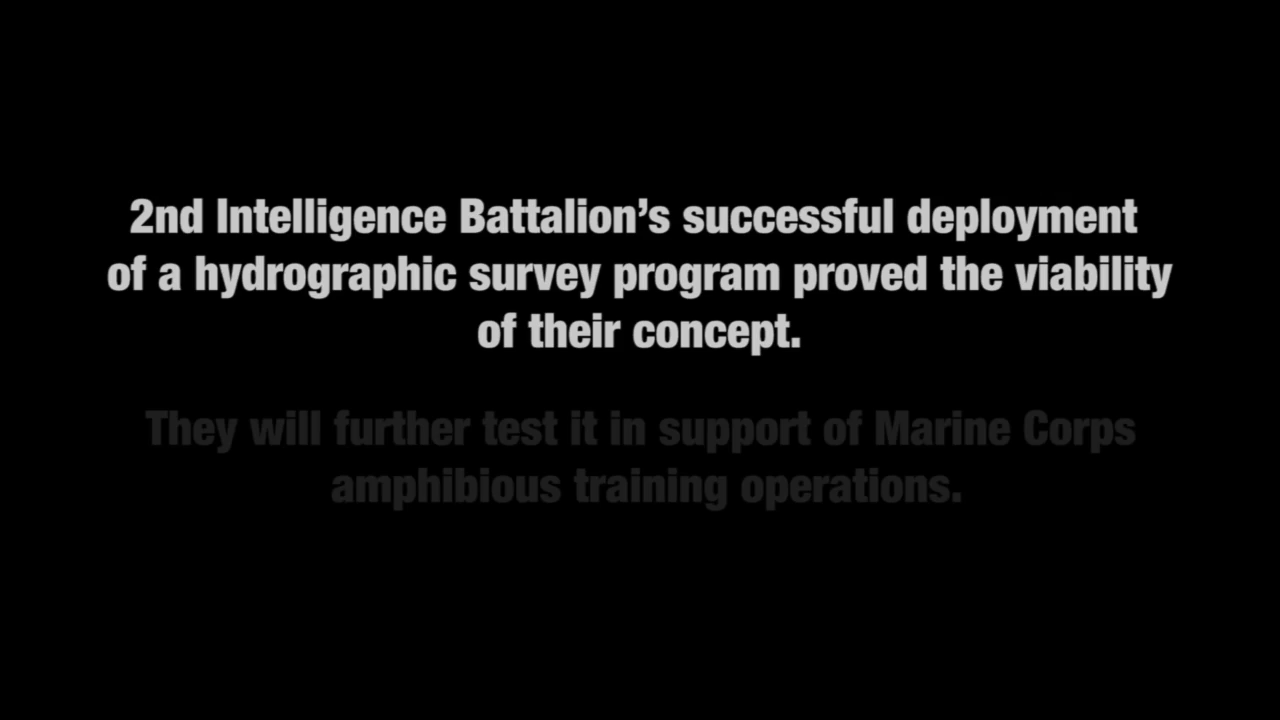 2nd Intelligence Battalion’s successful deployment
of a hydrographic survey program proved the viability
of their concept.
They will further test it in support of Marine Corps
amphibious training operations.